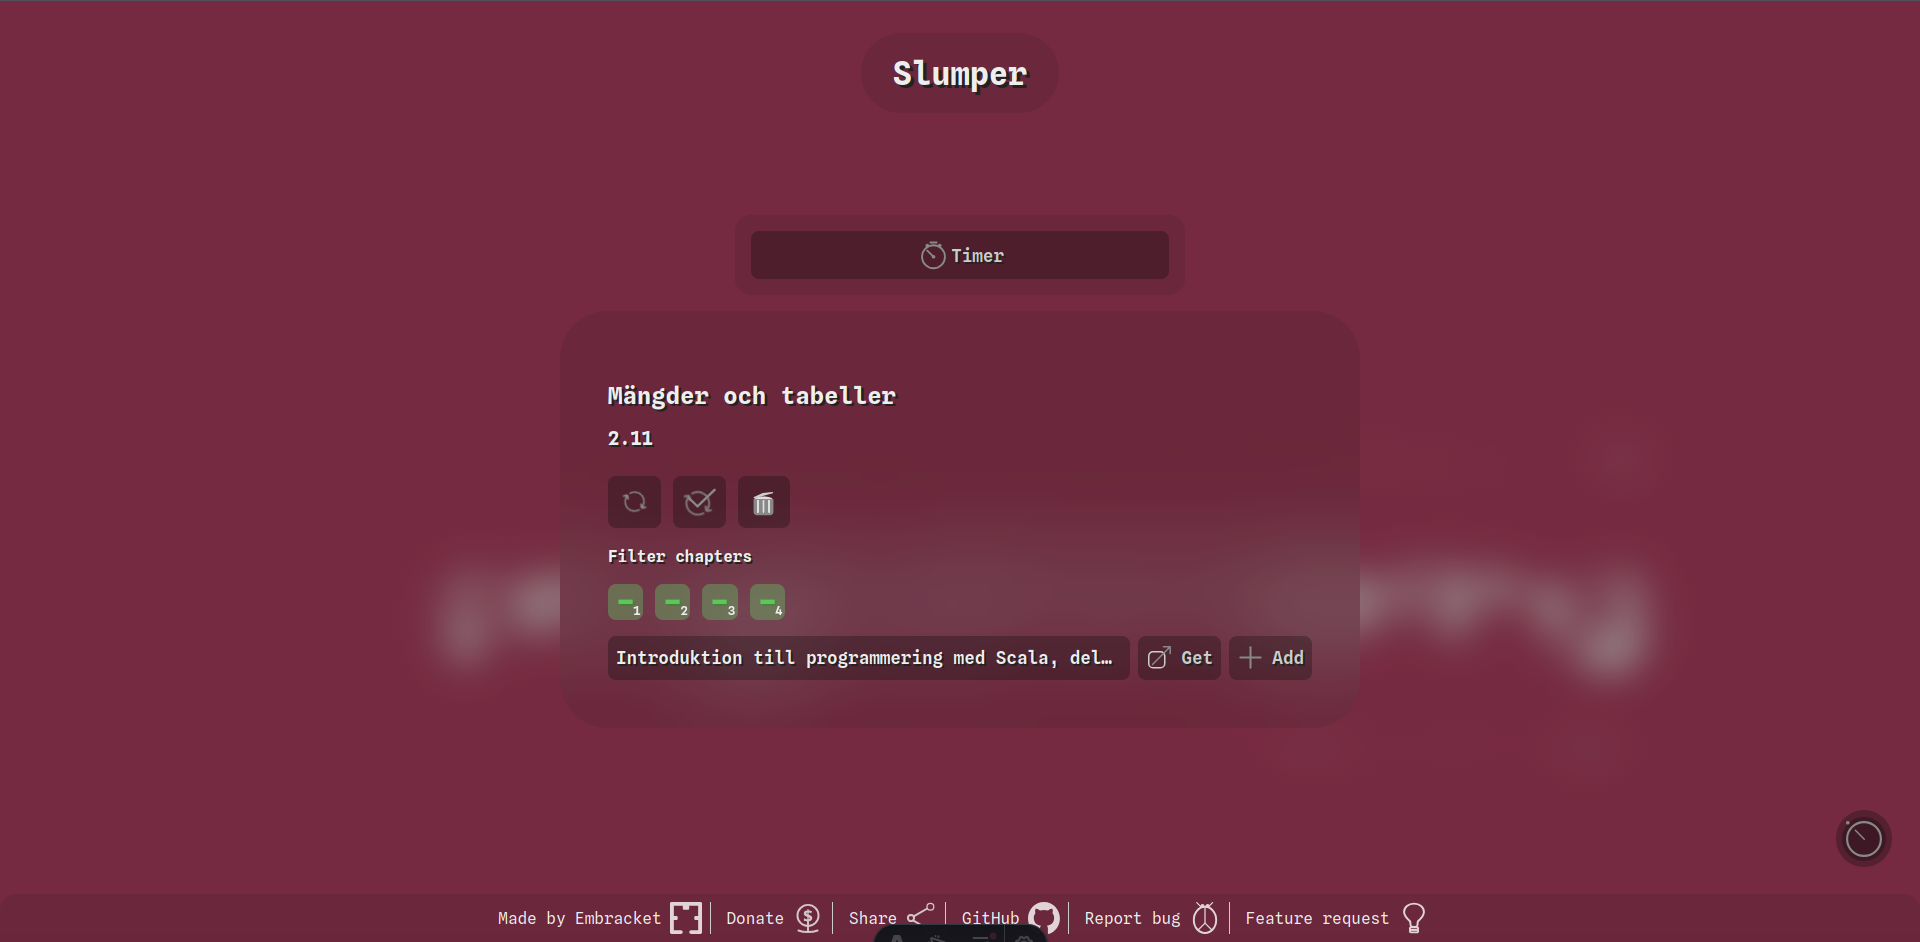 Slumper
Timer
Mängder och tabeller
2.11
Filter chapters
1 2 3 4
Introduktion till programmering med Scala, del… Get Add
Made by Embracket Donate Share GitHub Report bug Feature request